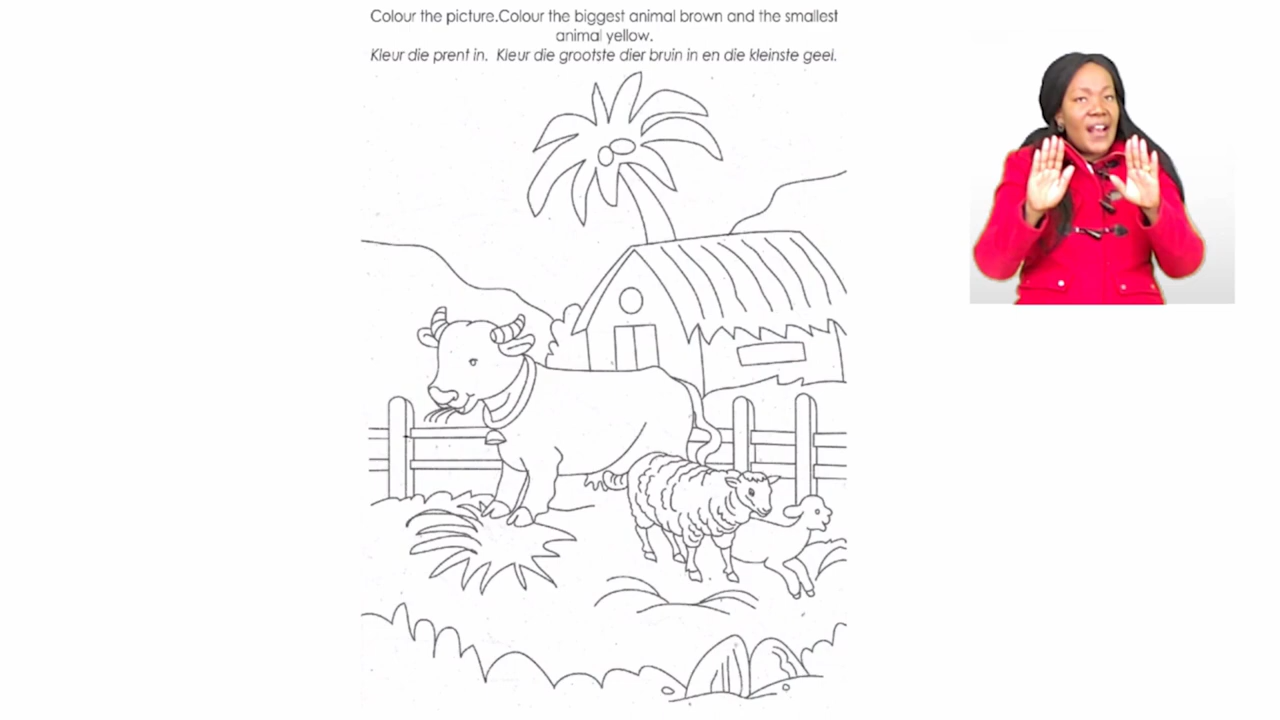 Colour the picture.Colour the biggest animal brown and the smallest
animal yellow.
Kleur die prent in. Kleur die grootste dier bruin in en die kleinste geel.